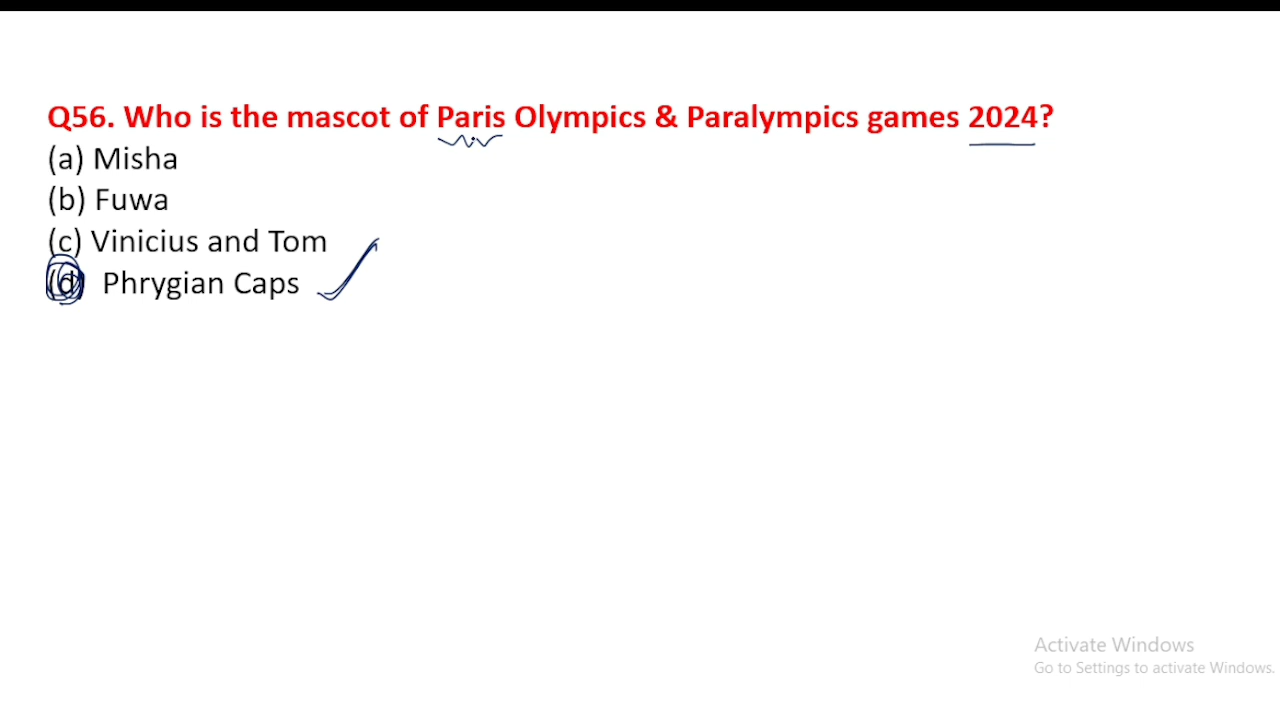 Q56. Who is the mascot of Paris Olympics & Paralympics games 2024?
(a) Misha
(b) Fuwa
(c) Vinicius and Tom
(d) Phrygian Caps
Activate Windows
Go to Settings to activate Windows.